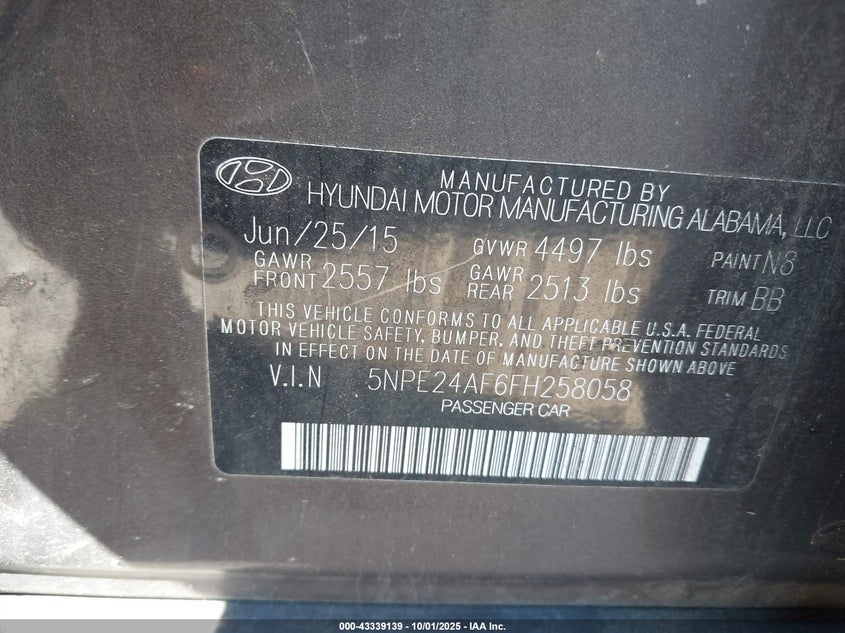 MANUFACTURED BY
HYUNDAI MOTOR MANUFACTURING ALABAMA, LLC
Jun/25/15 GVWR 4497 lbs PAINT N8
GAWR FRONT 2557 lbs GAWR REAR 2513 lbs TRIM BB
THIS VEHICLE CONFORMS TO ALL APPLICABLE U.S.A. FEDERAL
MOTOR VEHICLE SAFETY, BUMPER, AND THEFT PREVENTION STANDARDS
IN EFFECT ON THE DATE OF MANUFACTURE SHOWN ABOVE
V.I.N 5NPE24AF6FH258058
PASSENGER CAR
000-43339139 - 10/01/2025 - IAA Inc.